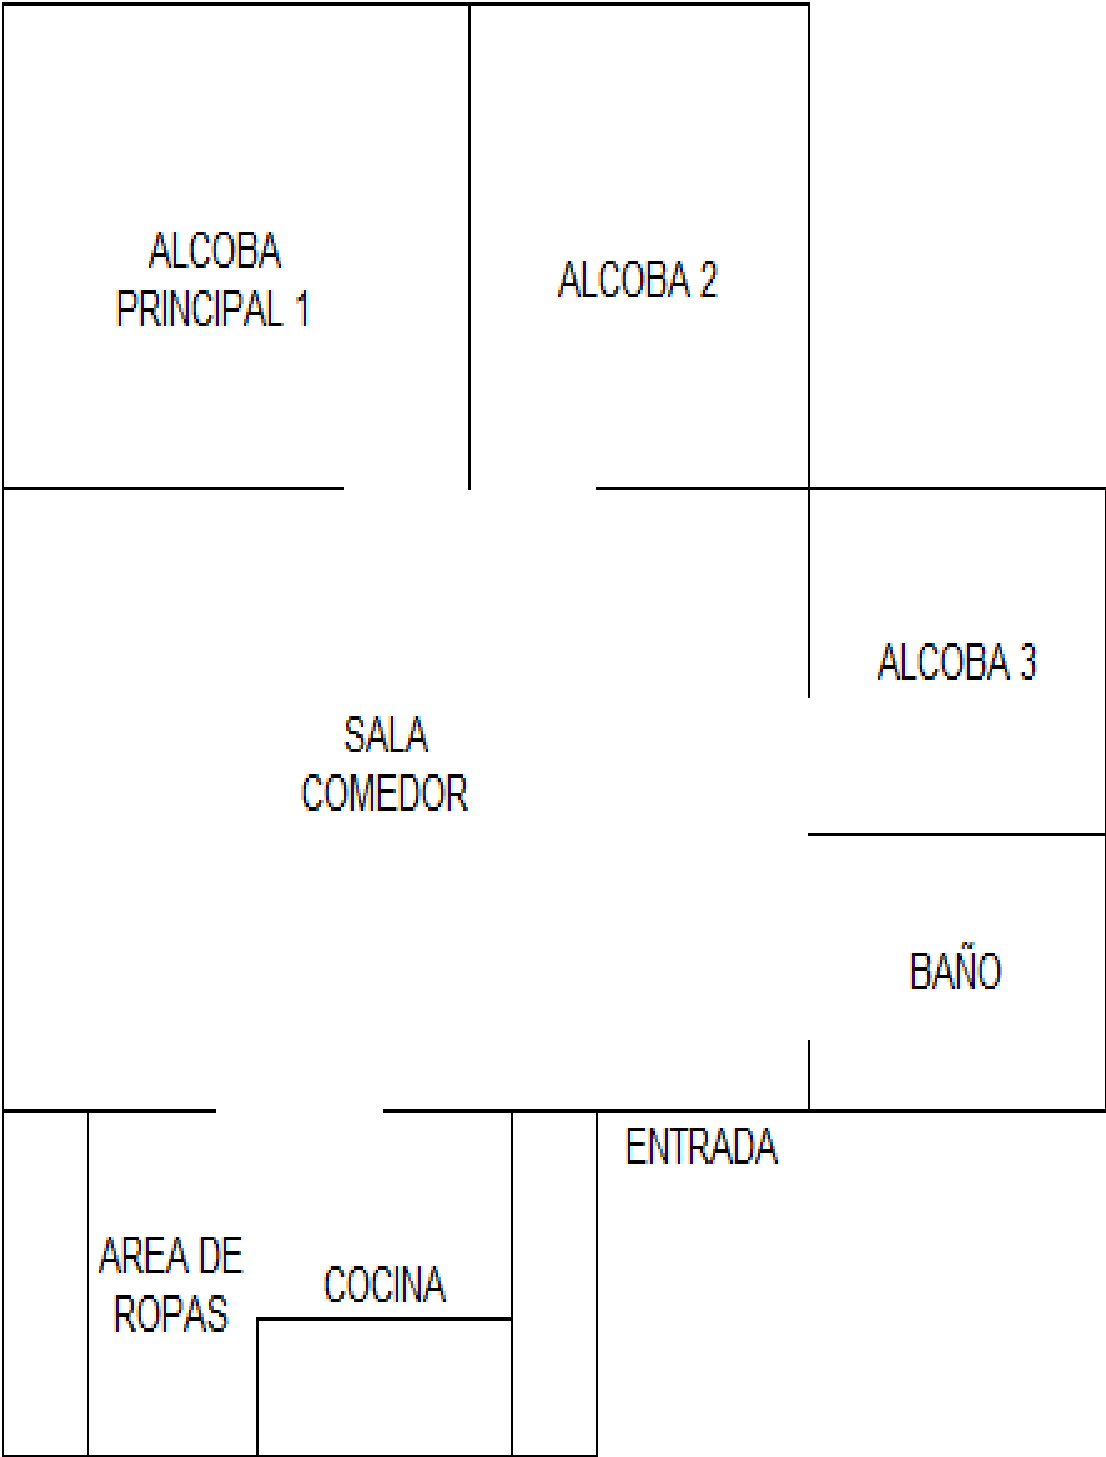 ALCOBA
PRINCIPAL 1
ALCOBA 2
ALCOBA 3
SALA
COMEDOR
BAÑO
ENTRADA
AREA DE
ROPAS
COCINA